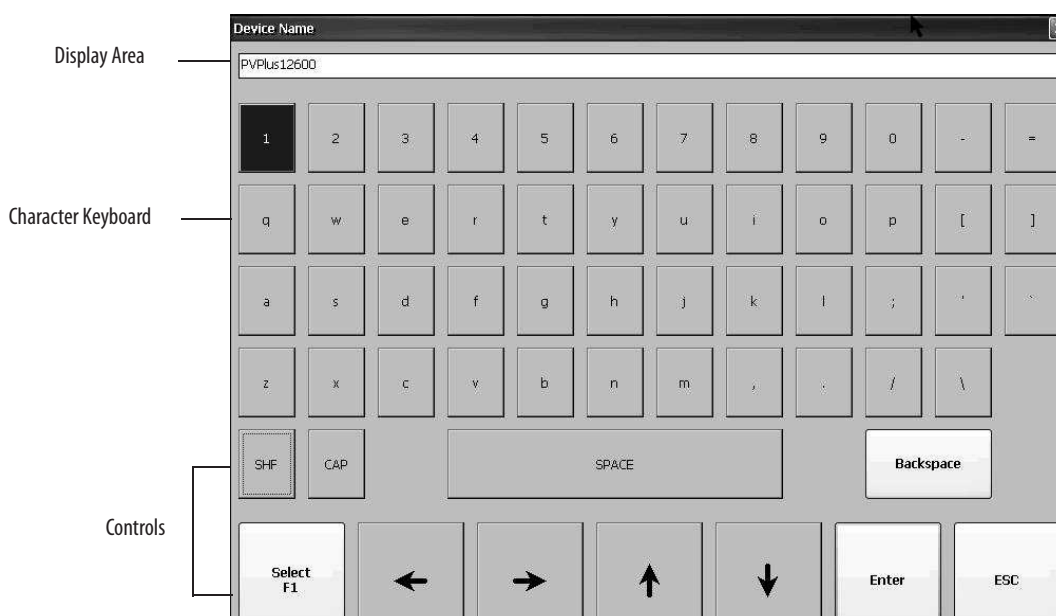 Device Name
Display Area
PVPlus12600
1 2 3 4 5 6 7 8 9 0 - =
Character Keyboard
q w e r t y u i o p [ ]
a s d f g h j k l ; ' `
z x c v b n m , . / \
SHF CAP SPACE Backspace
Controls
Select
F1
Enter ESC